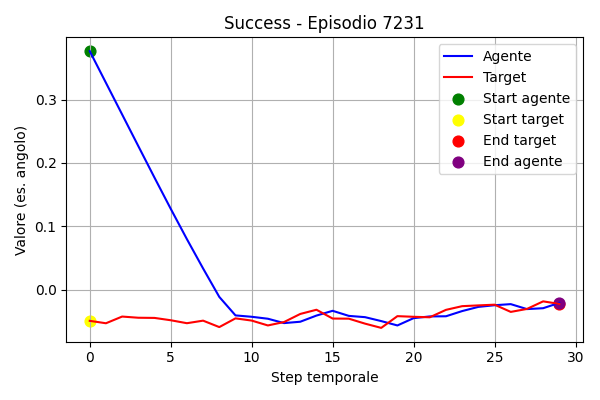 Success - Episodio 7231
Agente
Target
Start agente
Start target
End target
End agente
Valore (es. angolo)
0.3
0.2
0.1
0.0
0 5 10 15 20 25 30
Step temporale